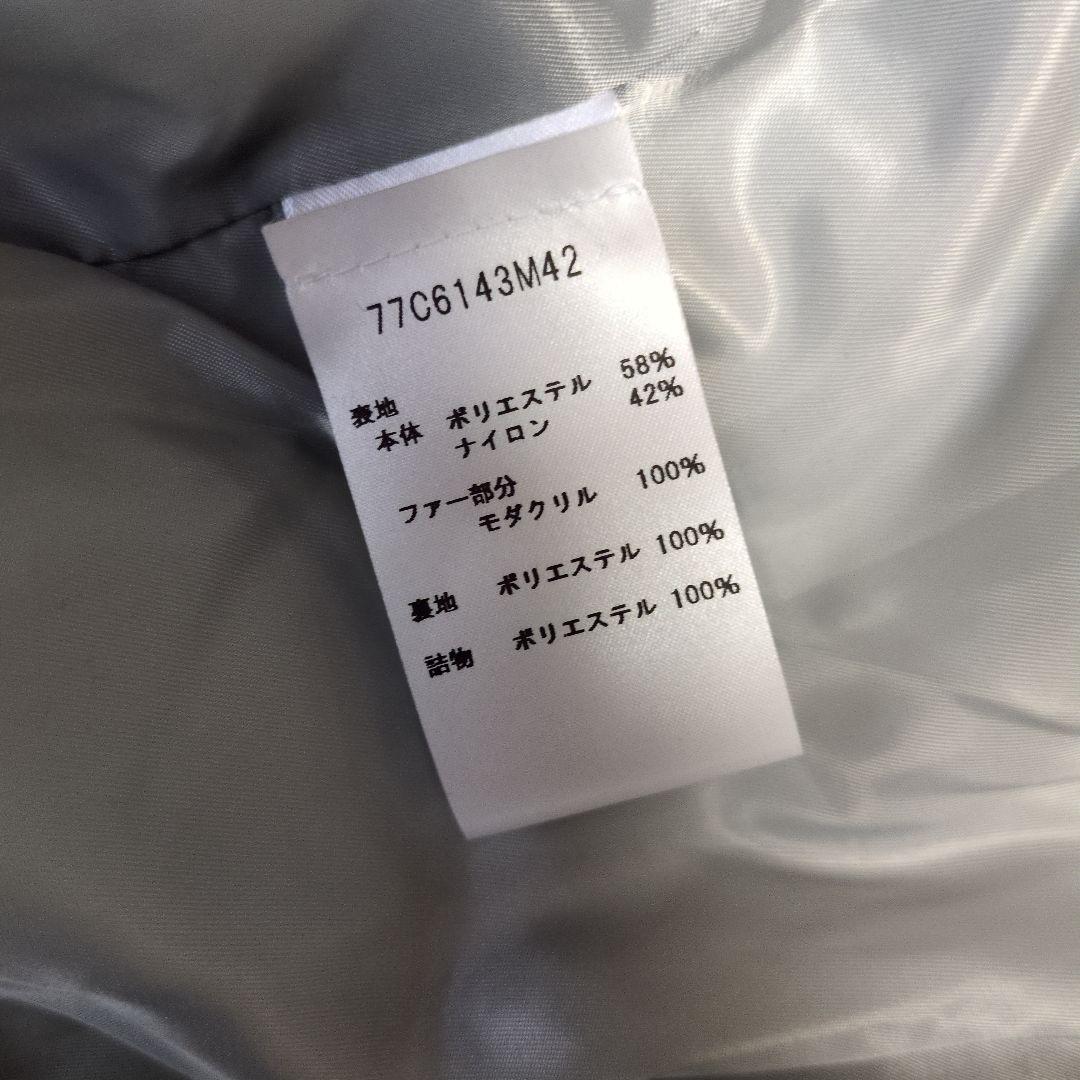 77C6143M42
表地
本体 ポリエステル 58%
ナイロン 42%
ファー部分
モダクリル 100%
裏地 ポリエステル 100%
詰物 ポリエステル 100%